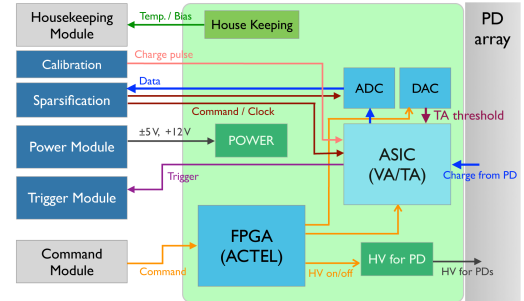 Housekeeping
Module
Temp. / Bias
House Keeping
PD
array
Calibration
Charge pulse
Sparsification
Data
ADC
DAC
Command / Clock
TA threshold
Power Module
±5 V, +12 V
POWER
ASIC
(VA/TA)
Trigger Module
Trigger
Charge from PD
Command
Module
Command
FPGA
(ACTEL)
HV on/off
HV for PD
HV for PDs